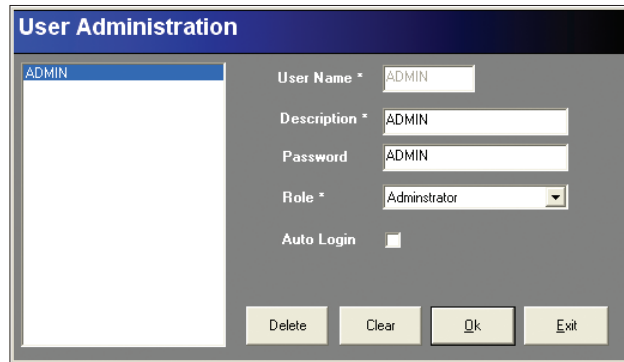 User Administration
ADMIN
User Name * ADMIN
Description * ADMIN
Password ADMIN
Role * Adminstrator
Auto Login
Delete Clear Ok Exit